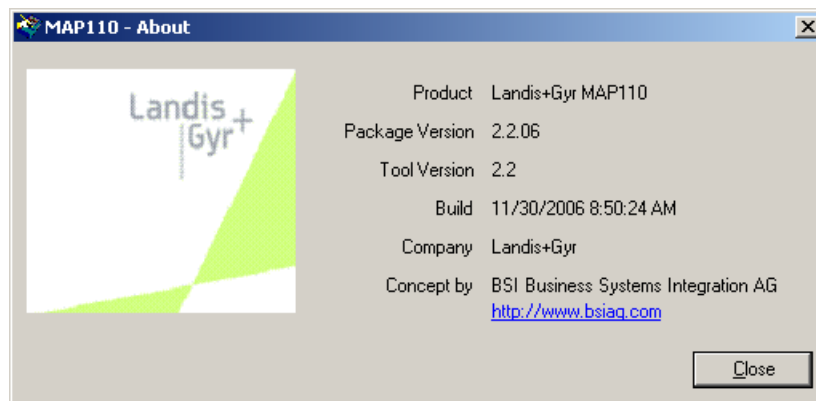 MAP110 - About
Landis+
Gyr
Product Landis+Gyr MAP110
Package Version 2.2.06
Tool Version 2.2
Build 11/30/2006 8:50:24 AM
Company Landis+Gyr
Concept by BSI Business Systems Integration AG
http://www.bsiag.com
Close